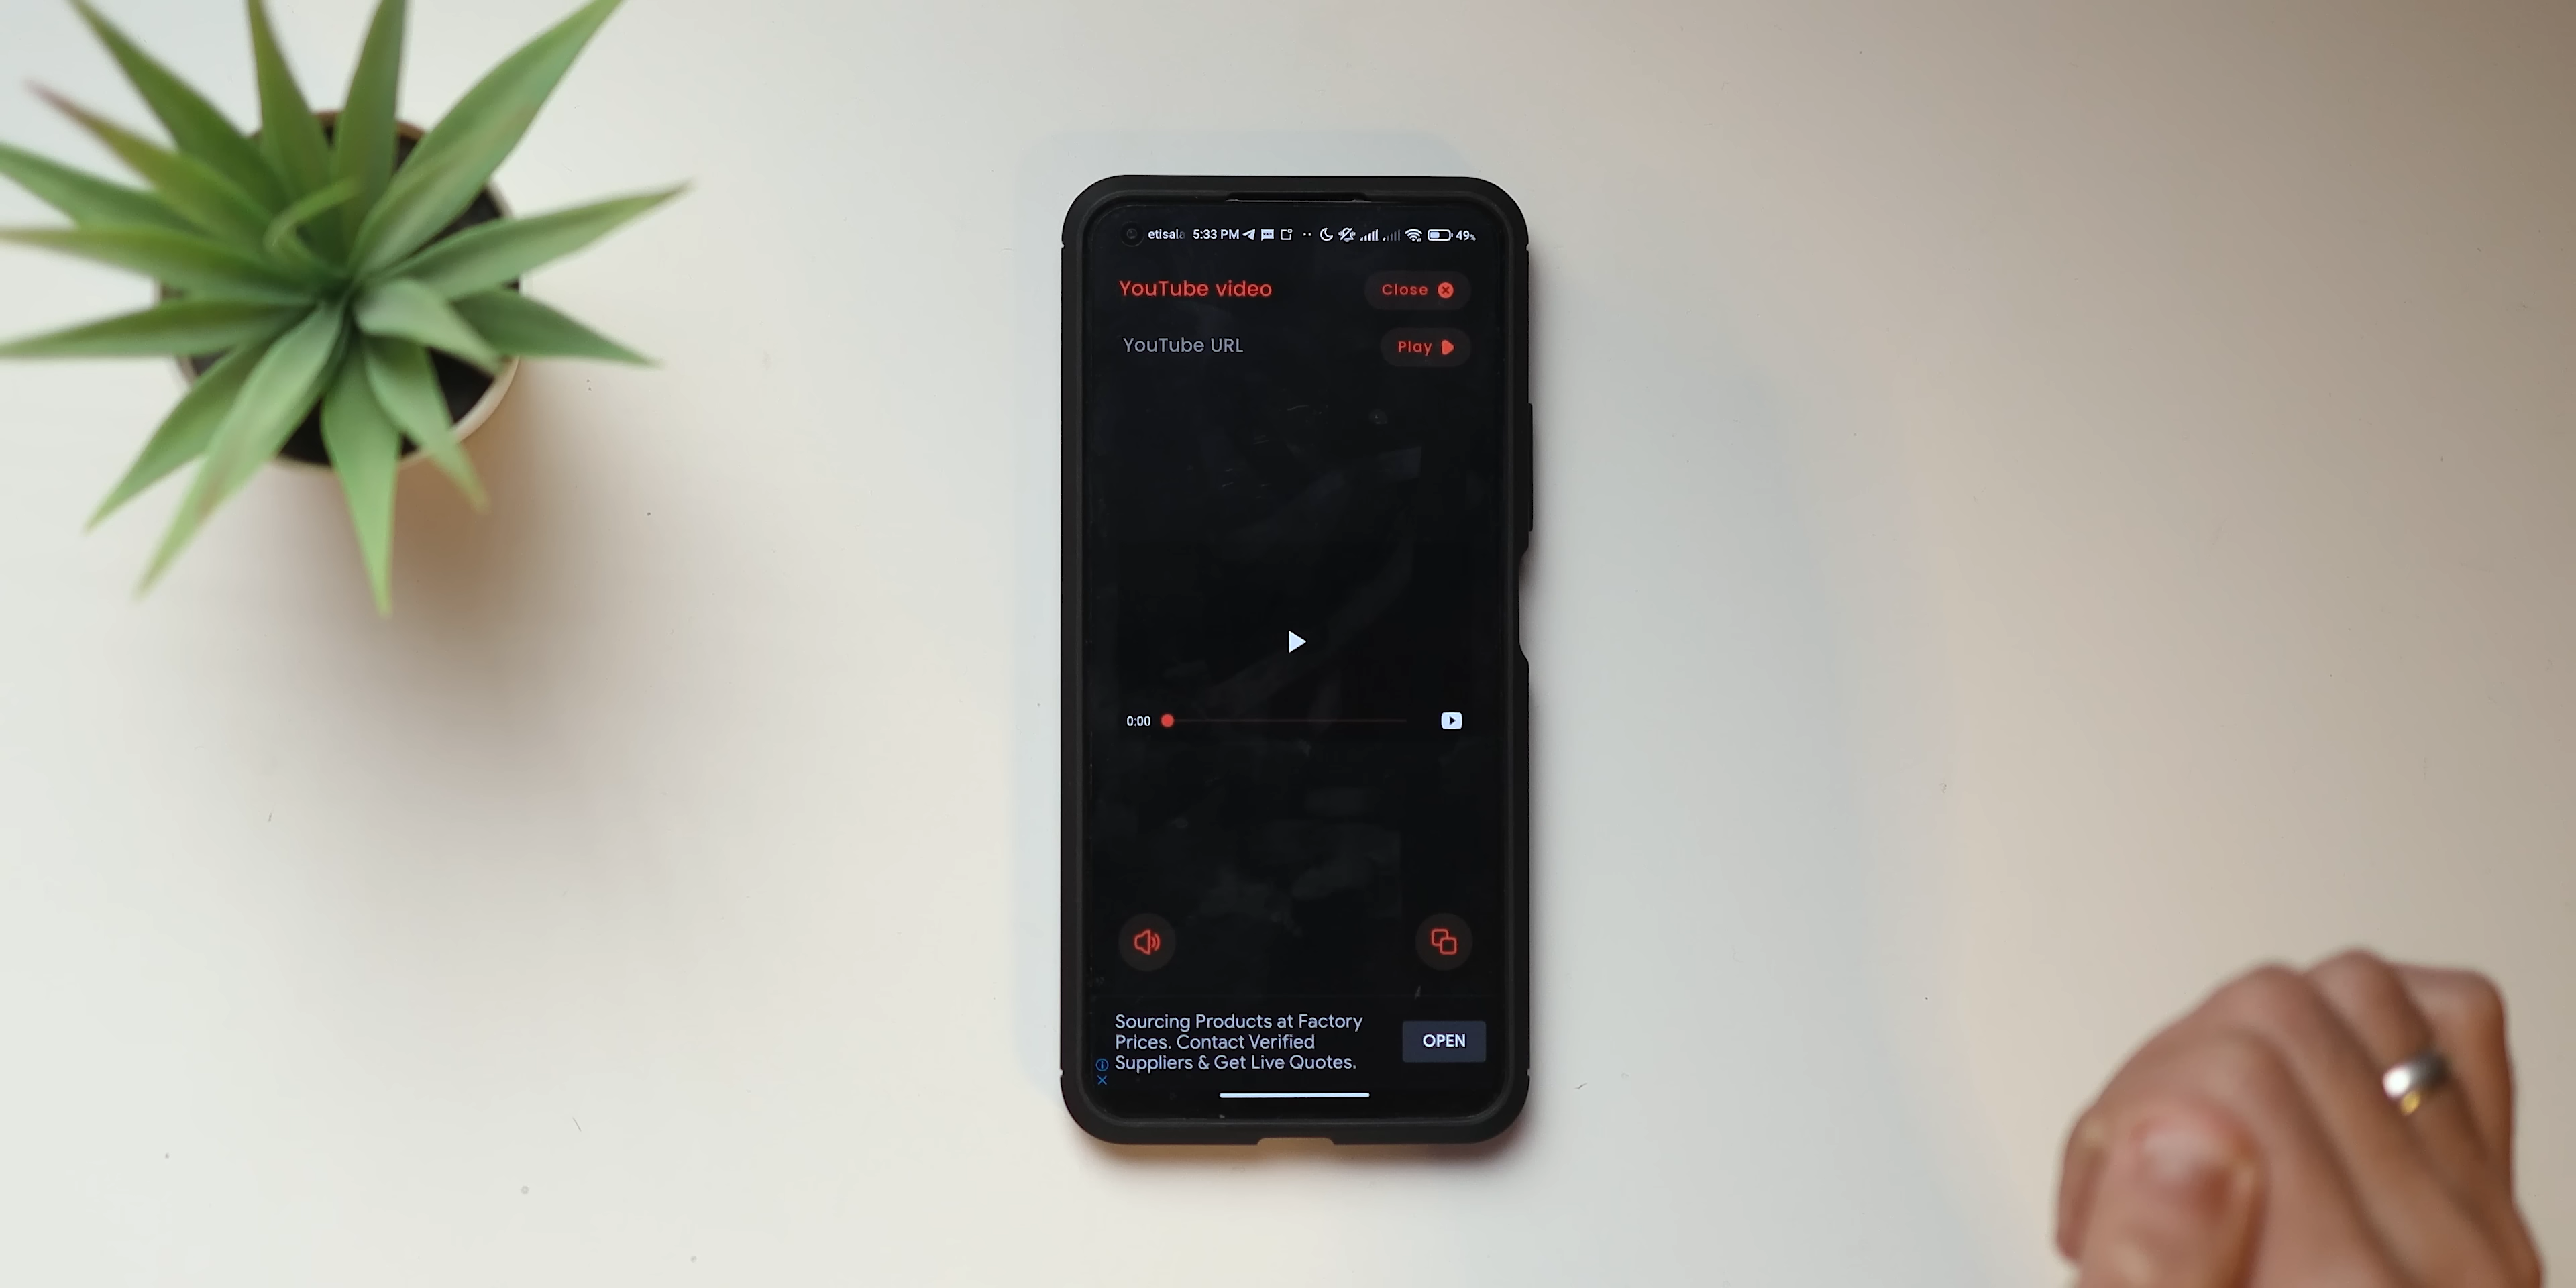 etisala 5:33 PM 49%
YouTube video Close
YouTube URL Play
0:00
Sourcing Products at Factory
Prices. Contact Verified
Suppliers & Get Live Quotes.
OPEN